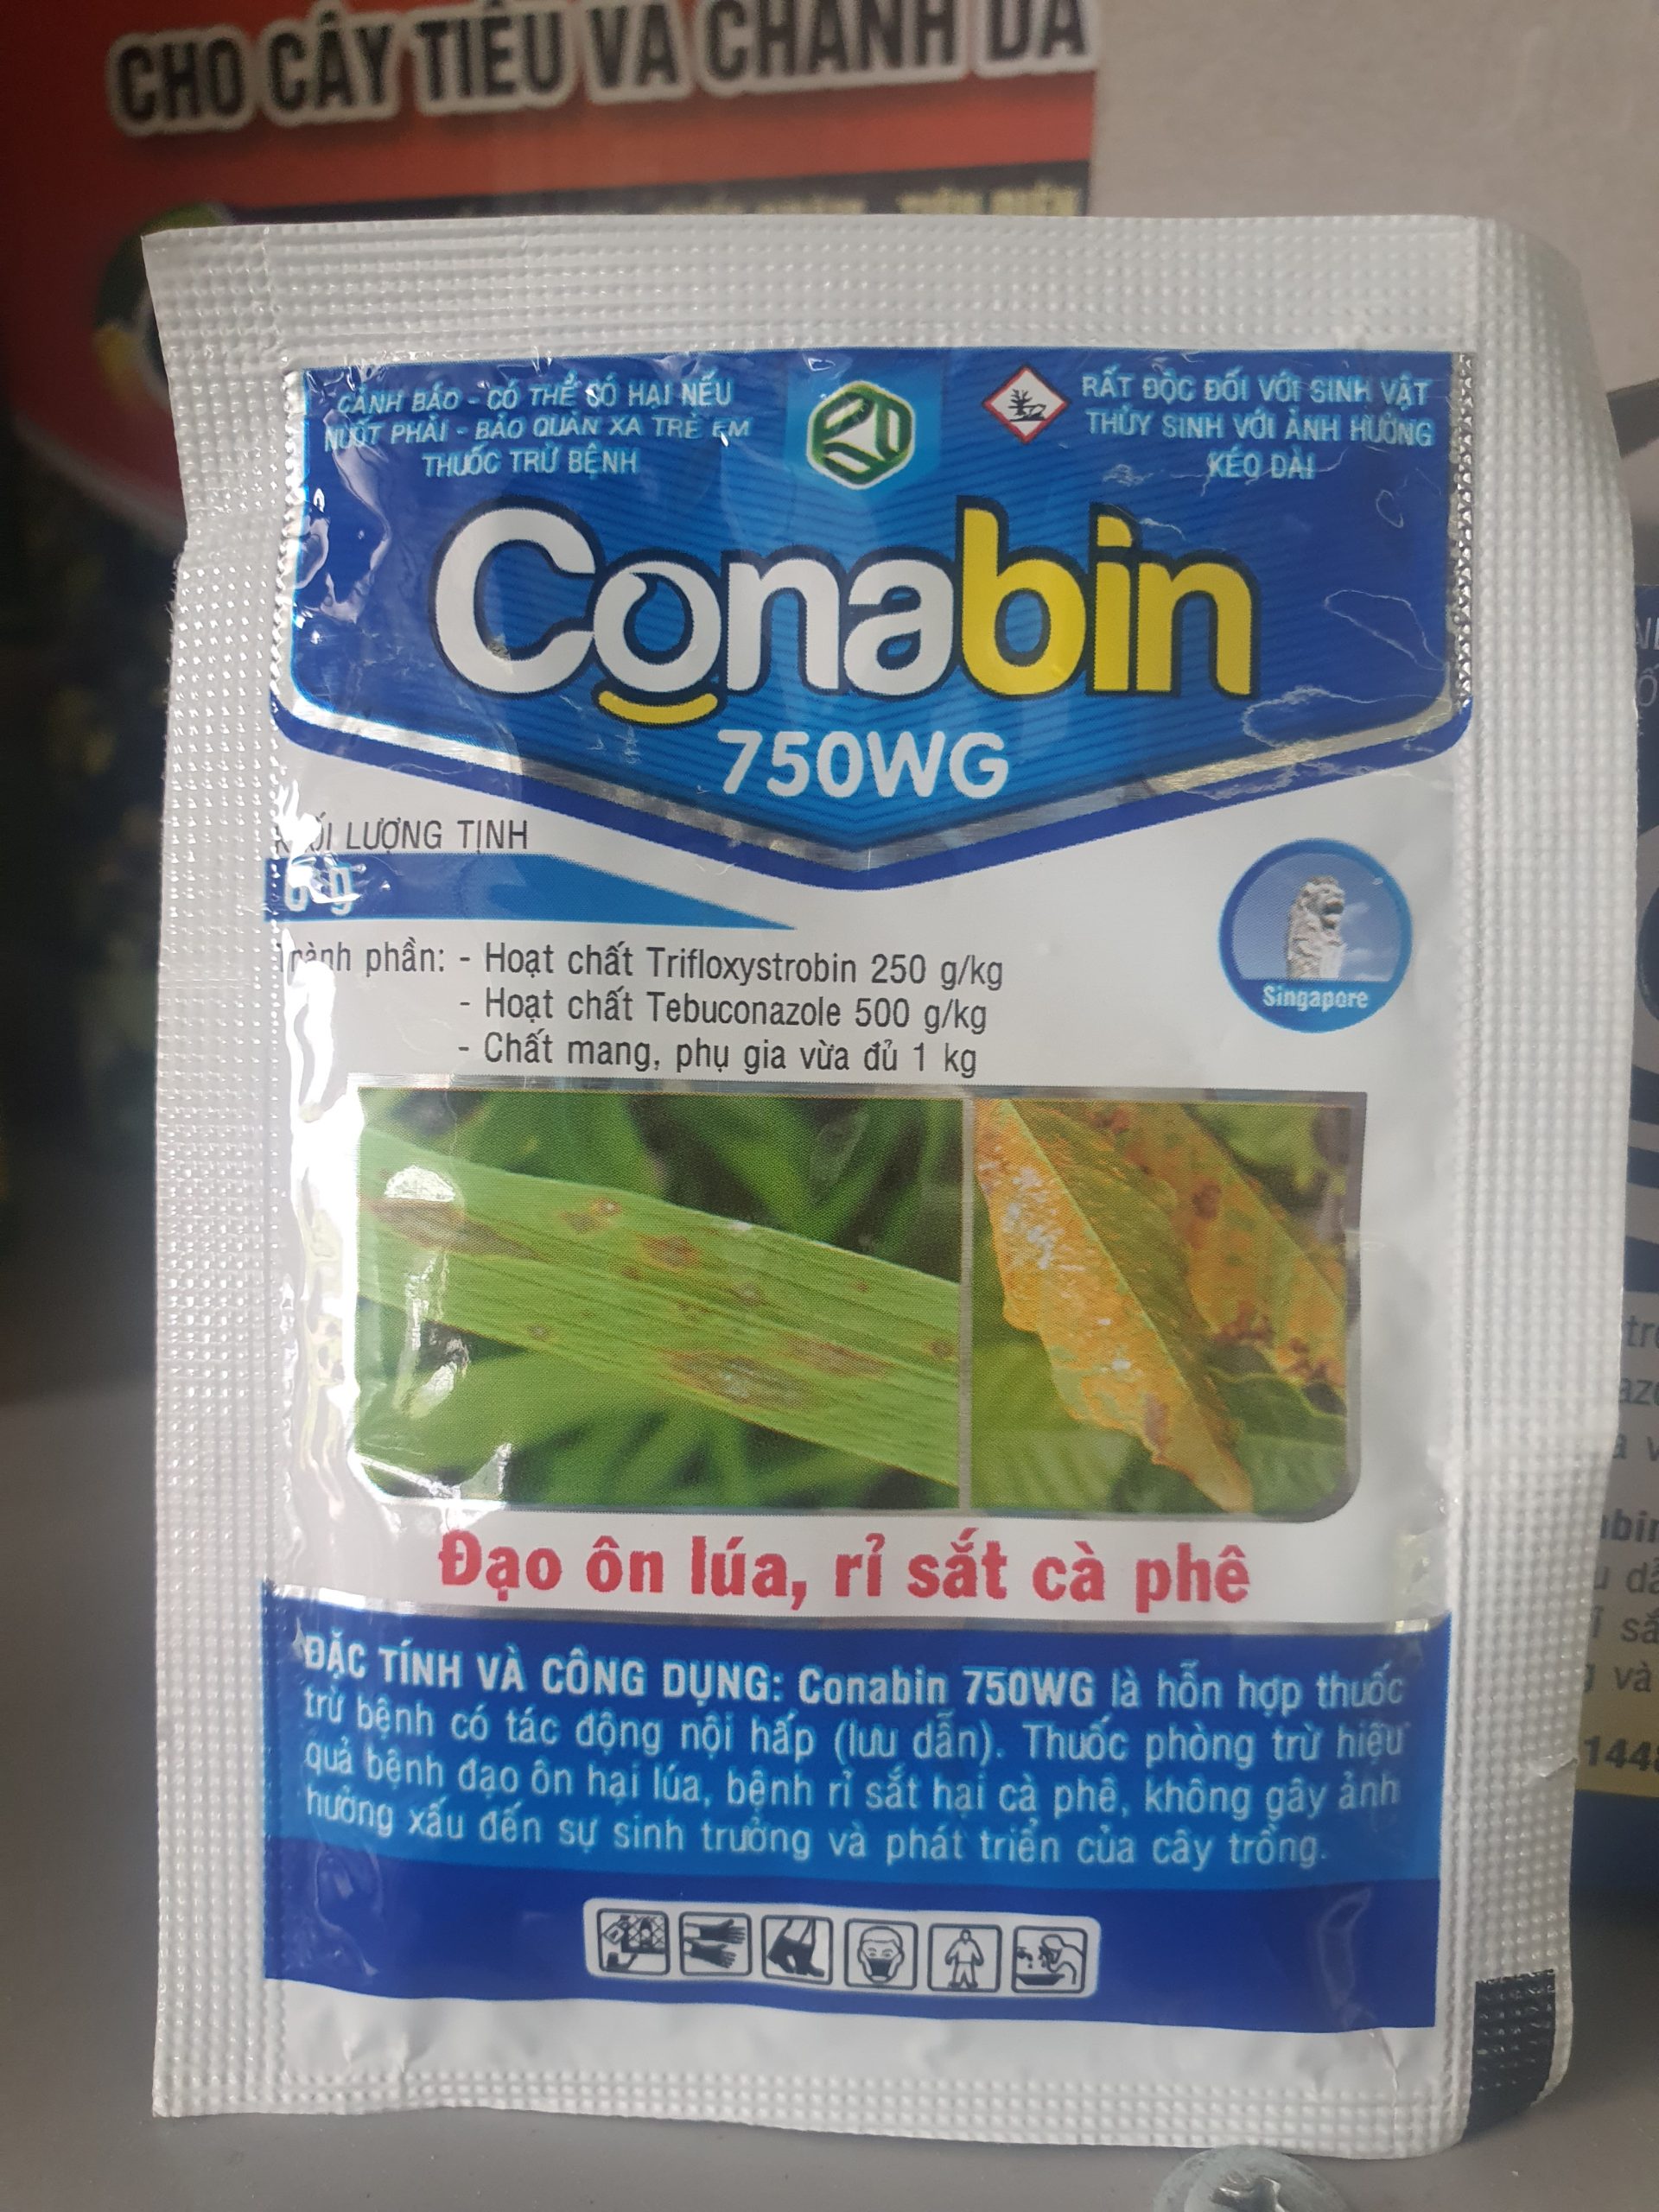 CHO CÂY TIÊU VÀ CHANH DÂ
CẢNH BÁO - CÓ THỂ CÓ HẠI NẾU
NUỐT PHẢI - BẢO QUẢN XA TRẺ EM
THUỐC TRỪ BỆNH
RẤT ĐỘC ĐỐI VỚI SINH VẬT
THỦY SINH VỚI ẢNH HƯỞNG
KÉO DÀI
Conabin
750WG
KHỐI LƯỢNG TỊNH
Thành phần: - Hoạt chất Trifloxystrobin 250 g/kg
- Hoạt chất Tebuconazole 500 g/kg
- Chất mang, phụ gia vừa đủ 1 kg
Singapore
Đạo ôn lúa, rỉ sắt cà phê
ĐẶC TÍNH VÀ CÔNG DỤNG: Conabin 750WG là hỗn hợp thuốc
trừ bệnh có tác động nội hấp (lưu dẫn). Thuốc phòng trừ hiệu
quả bệnh đạo ôn hại lúa, bệnh rỉ sắt hại cà phê, không gây ảnh
hưởng xấu đến sự sinh trưởng và phát triển của cây trồng.